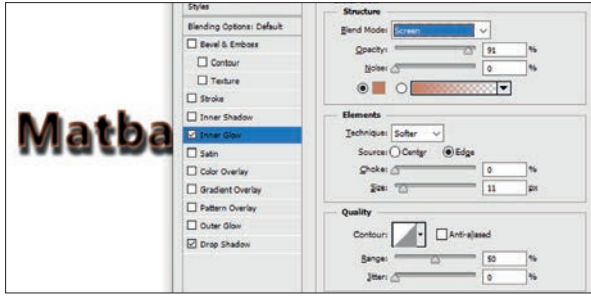 Matba
Styles
Blending Options: Default
Bevel & Emboss
Contour
Texture
Stroke
Inner Shadow
Inner Glow
Satin
Color Overlay
Gradient Overlay
Pattern Overlay
Outer Glow
Drop Shadow
Structure
Blend Mode: Screen
Opacity: 91 %
Noise: 0 %
Elements
Technique: Softer
Source: Center Edge
Choke: 0 %
Size: 11 px
Quality
Contour: Anti-aliased
Range: 50 %
Jitter: 0 %